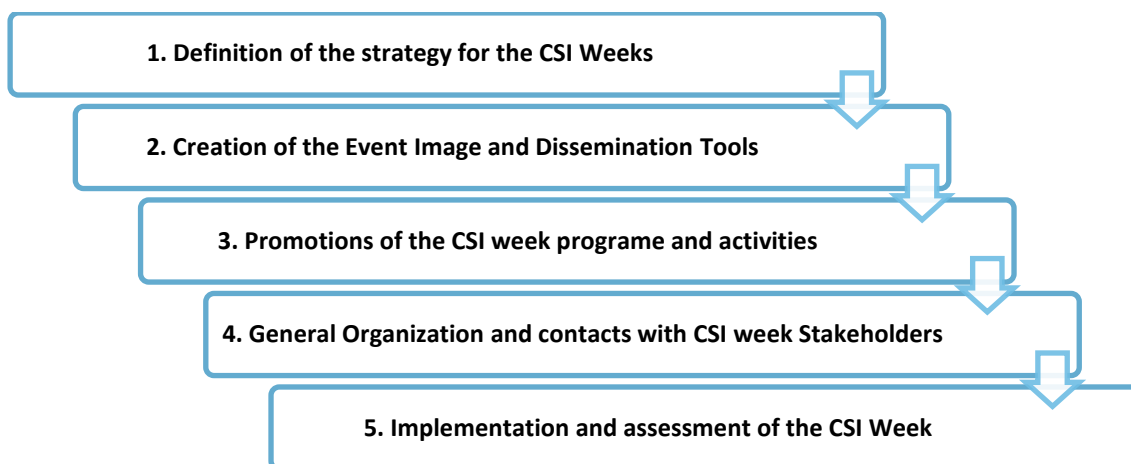 1. Definition of the strategy for the CSI Weeks
2. Creation of the Event Image and Dissemination Tools
3. Promotions of the CSI week programe and activities
4. General Organization and contacts with CSI week Stakeholders
5. Implementation and assessment of the CSI Week